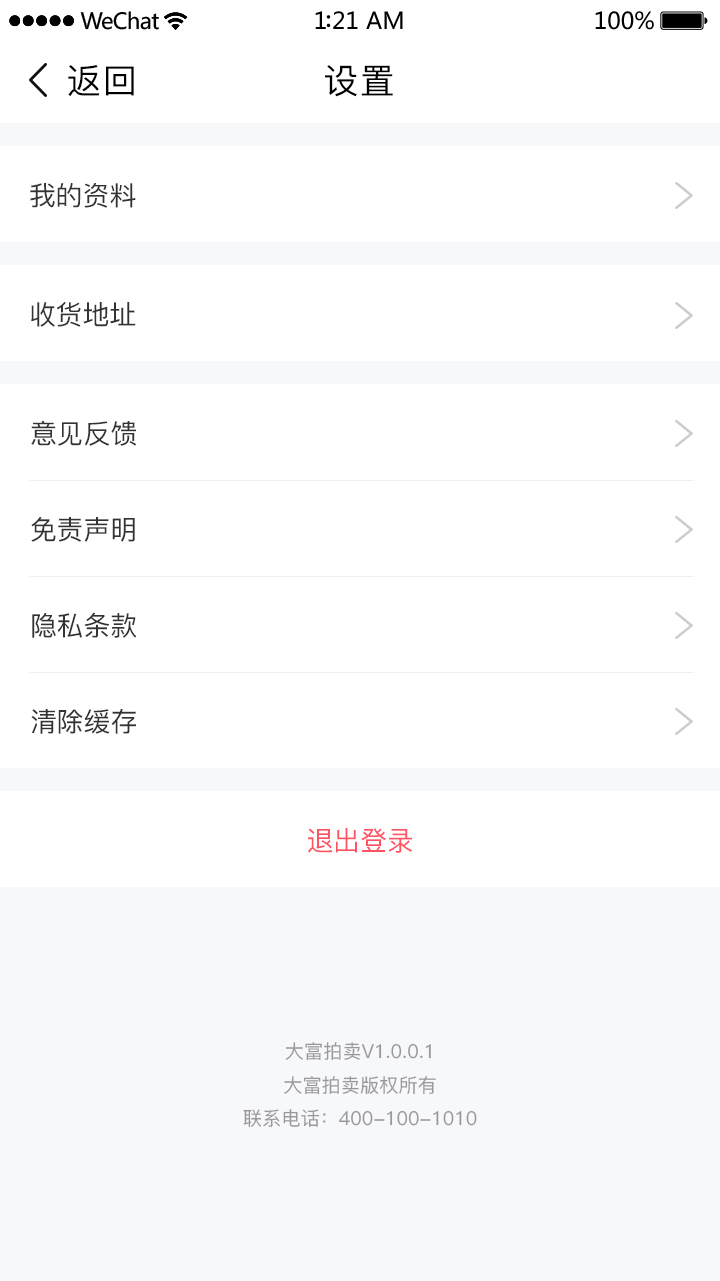 WeChat 1:21 AM 100%
返回 设置
我的资料
收货地址
意见反馈
免责声明
隐私条款
清除缓存
退出登录
大富拍卖V1.0.0.1
大富拍卖版权所有
联系电话：400-100-1010